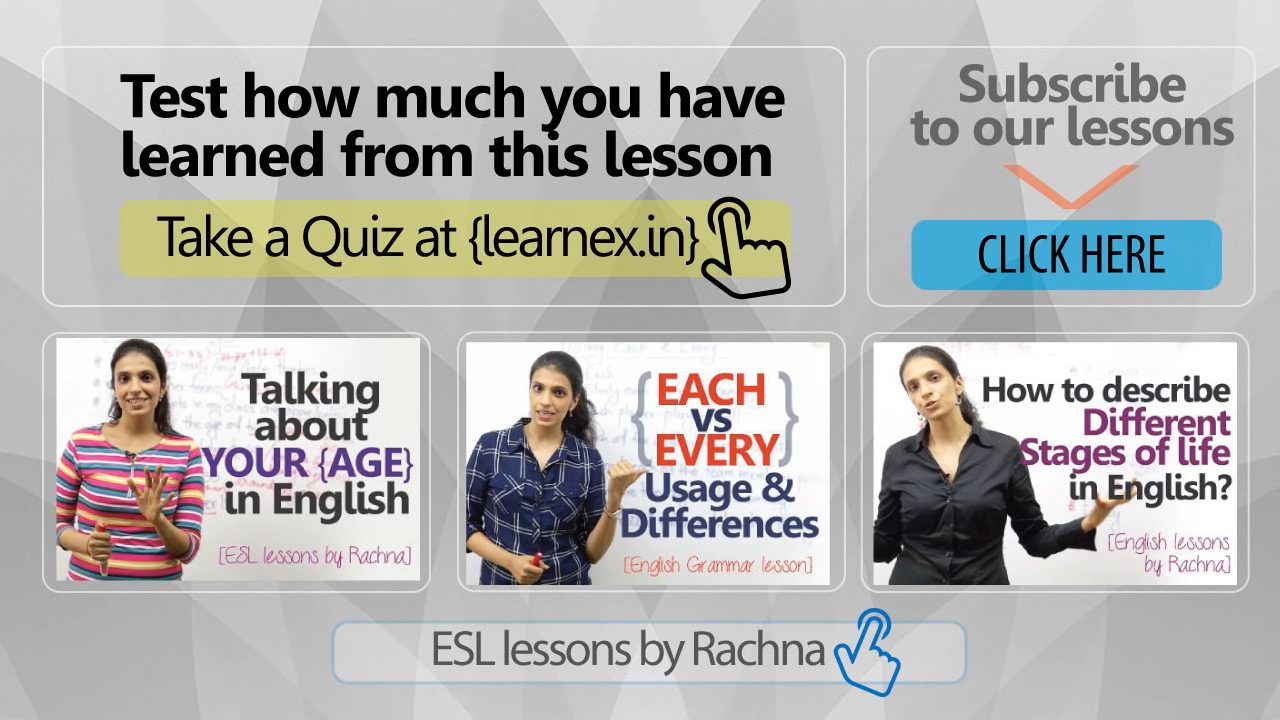 Test how much you have
learned from this lesson
Take a Quiz at {learnex.in}
Subscribe
to our lessons
CLICK HERE
Talking
about
YOUR {AGE}
in English
[ESL lessons by Rachna]
{EACH
vs
EVERY}
Usage &
Differences
[English Grammar lesson]
How to describe
Different
Stages of life
in English?
[English lessons
by Rachna]
ESL lessons by Rachna